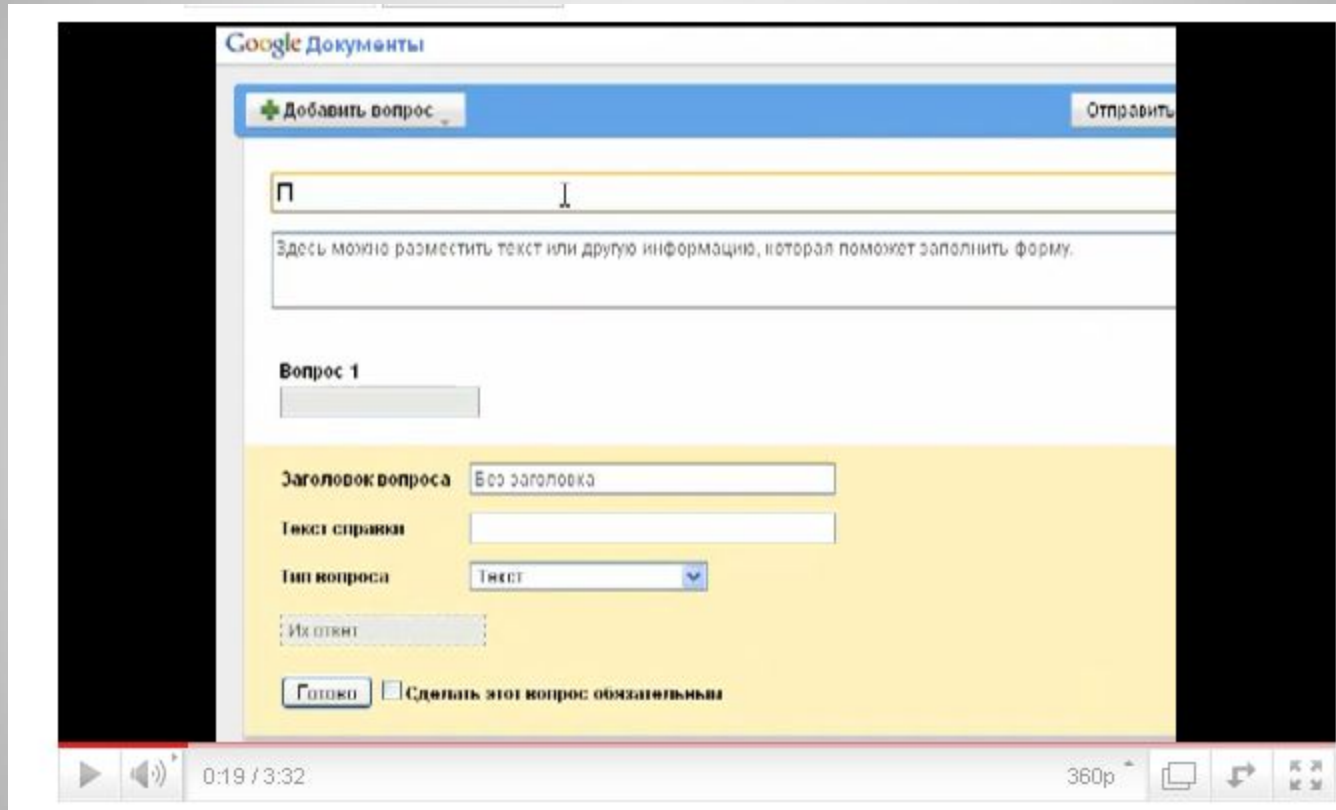 Google Документы
Добавить вопрос
Отправить
П
Здесь можно разместить текст или другую информацию, которая поможет заполнить форму.
Вопрос 1
Заголовок вопроса Без заголовка
Текст справки
Тип вопроса Текст
Их ответ
Готово Сделать этот вопрос обязательным
0:19 / 3:32 360p